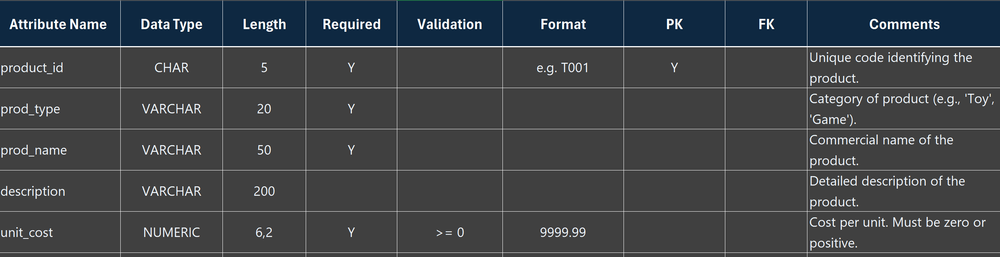 Attribute Name Data Type Length Required Validation Format PK FK Comments
product_id CHAR 5 Y e.g. T001 Y Unique code identifying the
product.
prod_type VARCHAR 20 Y Category of product (e.g., 'Toy',
'Game').
prod_name VARCHAR 50 Y Commercial name of the
product.
description VARCHAR 200 Detailed description of the
product.
unit_cost NUMERIC 6,2 Y >= 0 9999.99 Cost per unit. Must be zero or
positive.